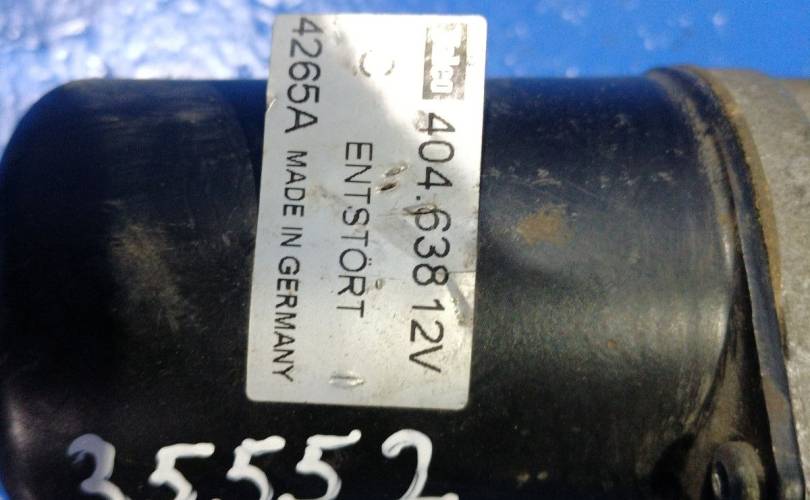 404.638 12V
ENTSTÖRT
4265A MADE IN GERMANY
35552